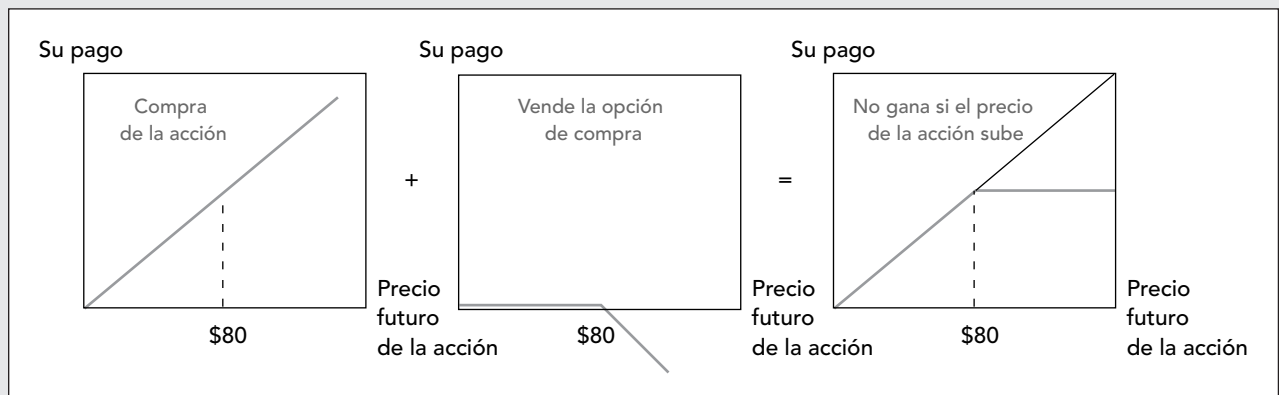 Su pago
Su pago
Su pago
Compra
de la acción
Vende la opción
de compra
No gana si el precio
de la acción sube
+
=
Precio
futuro
de la acción
Precio
futuro
de la acción
Precio
futuro
de la acción
$80
$80
$80